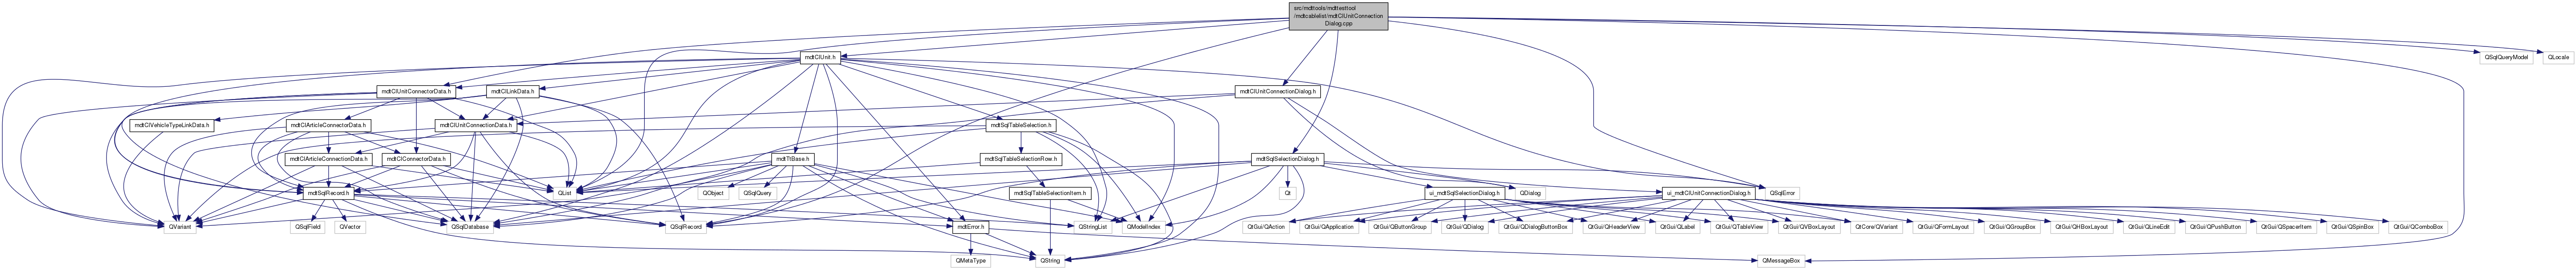 src/mdttools/mdttesttool
/mdtcablelist/mdtClUnitConnection
Dialog.cpp
mdtClUnit.h
QSqlQueryModel
QLocale
mdtClUnitConnectorData.h
mdtClLinkData.h
mdtClUnitConnectionDialog.h
mdtClVehicleTypeLinkData.h
mdtClArticleConnectorData.h
mdtClUnitConnectionData.h
mdtSqlTableSelection.h
mdtClArticleConnectionData.h
mdtClConnectorData.h
mdtTtBase.h
mdtSqlTableSelectionRow.h
mdtSqlSelectionDialog.h
mdtSqlRecord.h
QList
QObject
QSqlQuery
mdtSqlTableSelectionItem.h
Qt
ui_mdtSqlSelectionDialog.h
QDialog
ui_mdtClUnitConnectionDialog.h
QSqlError
QVariant
QSqlField
QVector
QSqlDatabase
QSqlRecord
mdtError.h
QStringList
QModelIndex
QtGui/QAction
QtGui/QApplication
QtGui/QButtonGroup
QtGui/QDialog
QtGui/QDialogButtonBox
QtGui/QHeaderView
QtGui/QLabel
QtGui/QTableView
QtGui/QVBoxLayout
QtCore/QVariant
QtGui/QFormLayout
QtGui/QGroupBox
QtGui/QHBoxLayout
QtGui/QLineEdit
QtGui/QPushButton
QtGui/QSpacerItem
QtGui/QSpinBox
QtGui/QComboBox
QMetaType
QString
QMessageBox